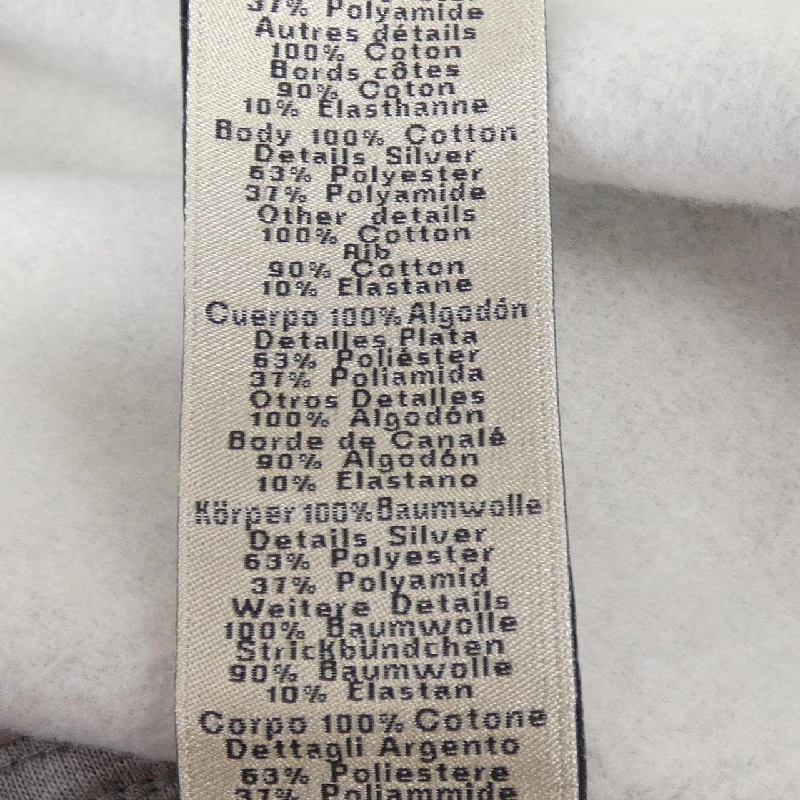 37% Polyamide
Autres détails
100% Coton
Bords côtes
90% Coton
10% Elasthanne
Body 100% Cotton
Details Silver
63% Polyester
37% Polyamide
Other details
100% Cotton
Rib
90% Cotton
10% Elastane
Cuerpo 100% Algodón
Detalles Plata
63% Poliéster
37% Poliamida
Otros Detalles
100% Algodón
Borde de Canalé
90% Algodón
10% Elastano
Körper 100% Baumwolle
Details Silver
63% Polyester
37% Polyamid
Weitere Details
100% Baumwolle
Strickbündchen
90% Baumwolle
10% Elastan
Corpo 100% Cotone
Dettagli Argento
63% Poliestere
37% Poliammide